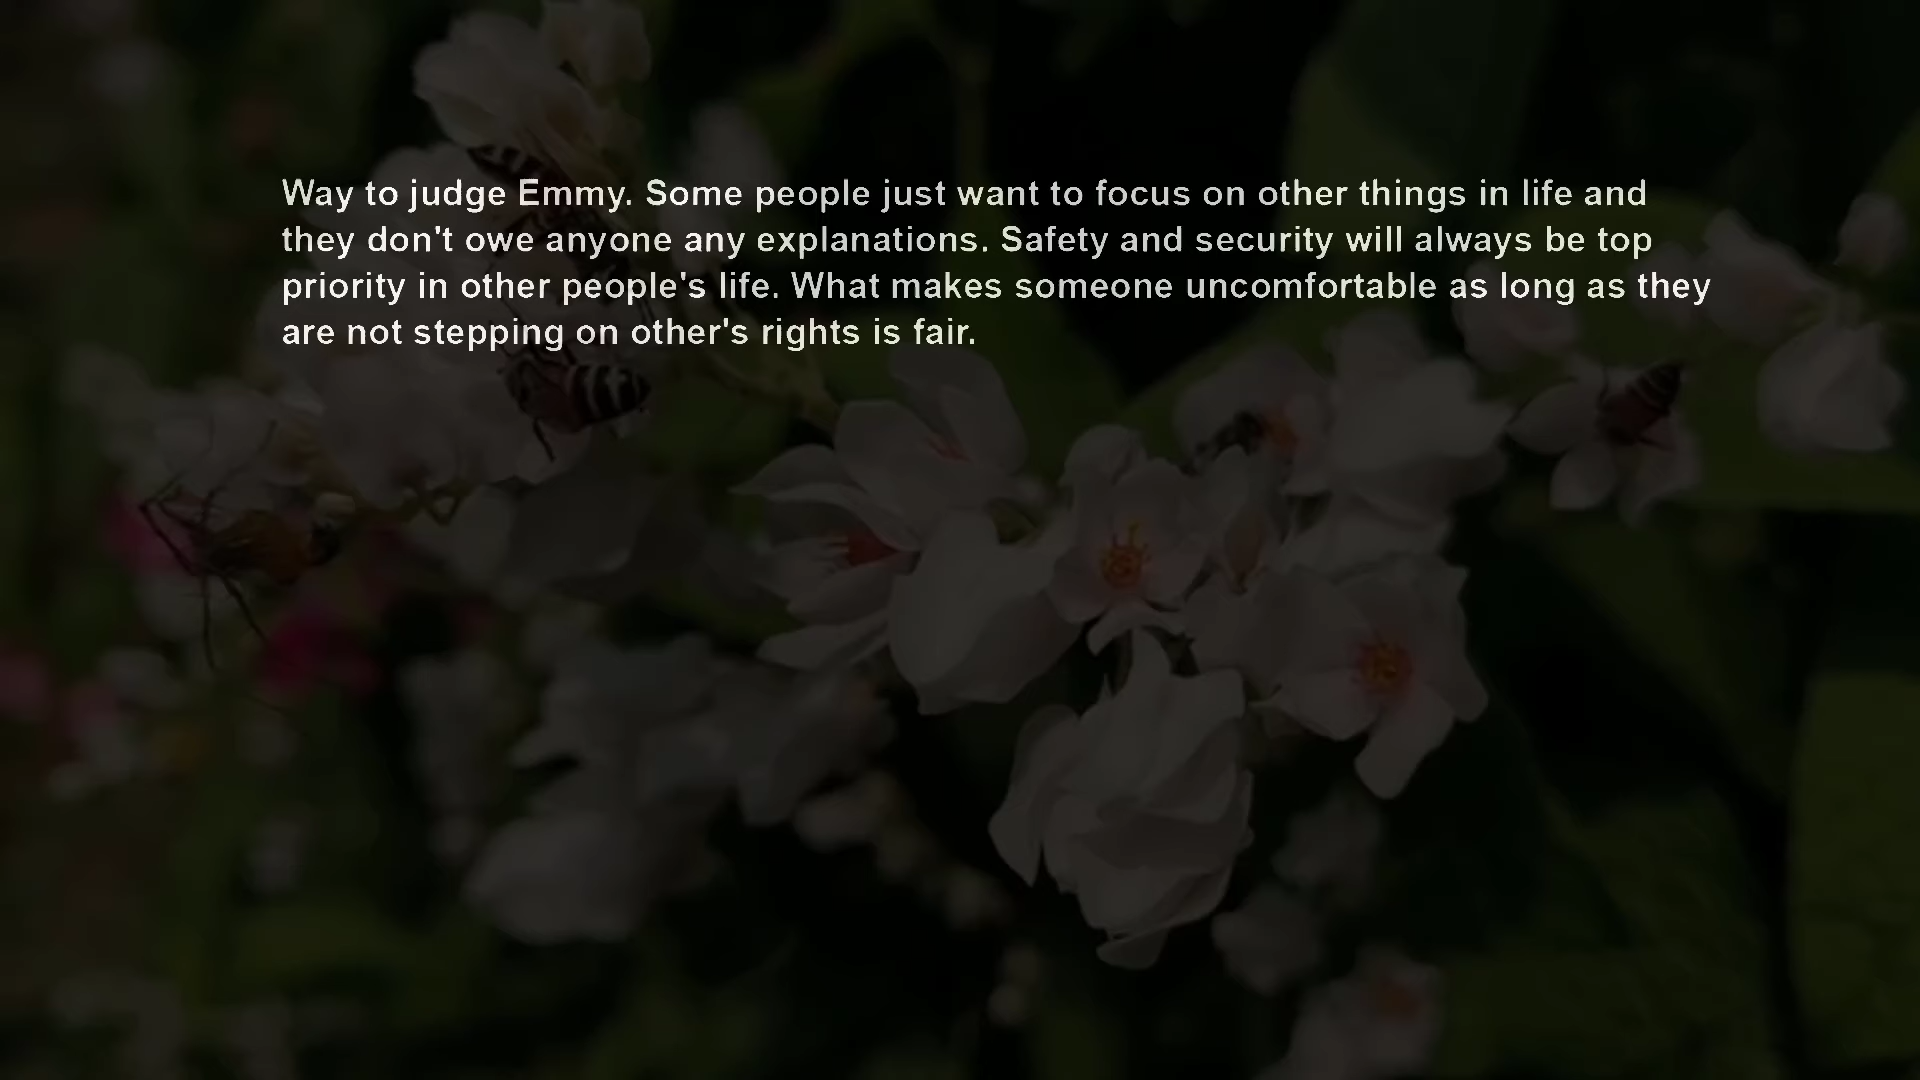 Way to judge Emmy. Some people just want to focus on other things in life and
they don't owe anyone any explanations. Safety and security will always be top
priority in other people's life. What makes someone uncomfortable as long as they
are not stepping on other's rights is fair.